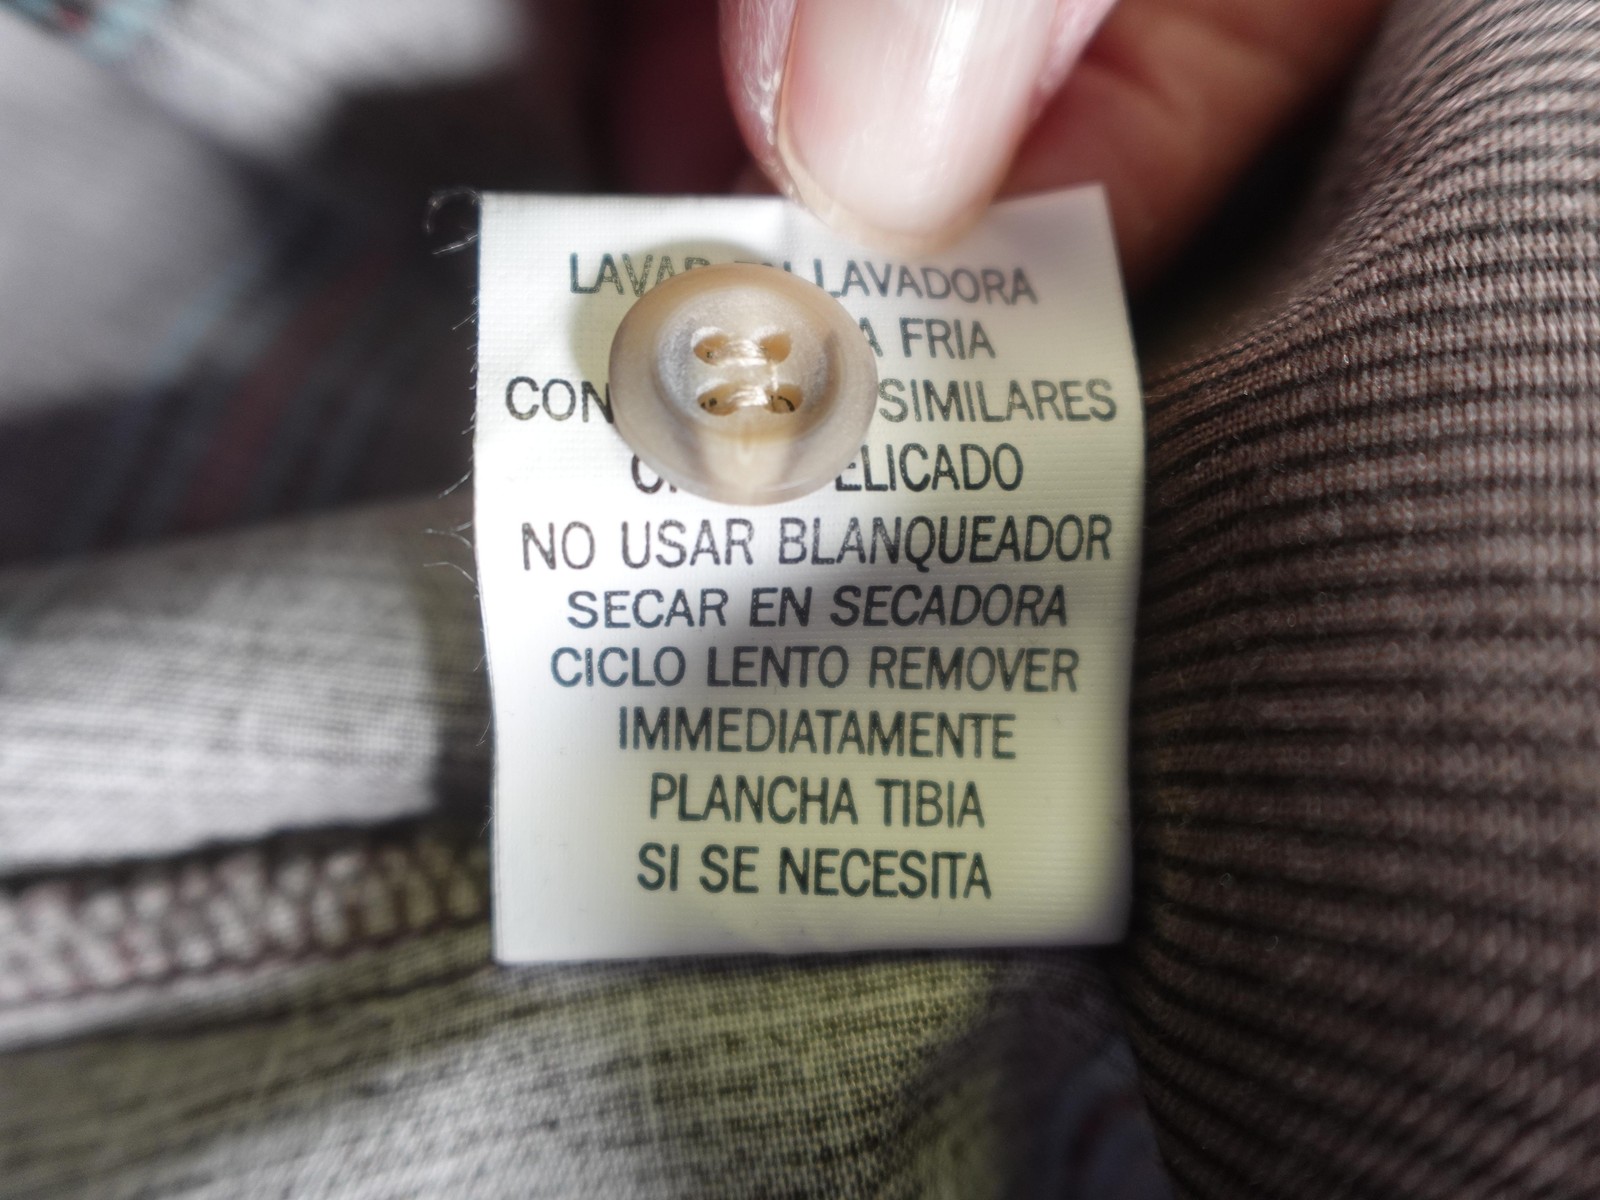 LAVAR EN LAVADORA
FRIA
CON SIMILARES
NO USAR BLANQUEADOR
SECAR EN SECADORA
CICLO LENTO REMOVER
IMMEDIATAMENTE
PLANCHA TIBIA
SI SE NECESITA